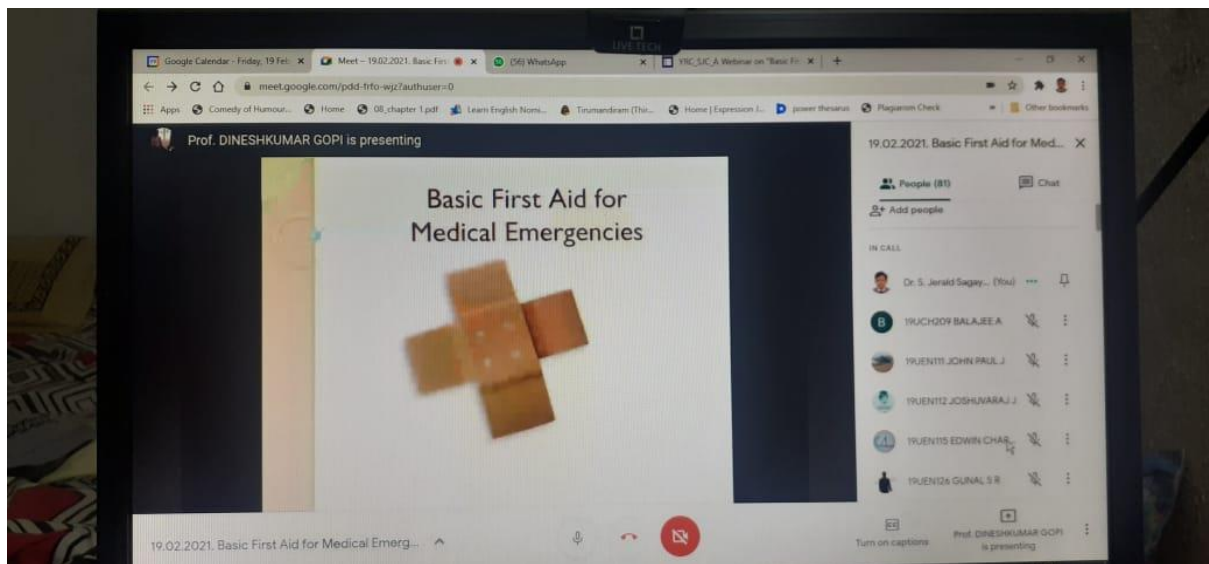 LIVE TECH
Google Calendar - Friday, 19 Feb
Meet – 19.02.2021. Basic Firs
(56) WhatsApp
YRC_SJC_A Webinar on "Basic Fir
meet.google.com/pdd-frfo-wjz?authuser=0
Apps
Comedy of Humour...
Home
08_chapter 1.pdf
Learn English Nomi...
Tirumandiram (Thir...
Home | Expression I...
power thesaurus
Plagiarism Check
Other bookmarks
Prof. DINESHKUMAR GOPI is presenting
19.02.2021. Basic First Aid for Med...
People (81)
Chat
Add people
IN CALL
Dr. S. Jerald Sagay... (You)
B
19UCH209 BALAJEE A
19UEN111 JOHN PAUL J
19UEN112 JOSHUVARAJ J
19UEN115 EDWIN CHAR...
19UEN126 GUNAL S R
Basic First Aid for
Medical Emergencies
19.02.2021. Basic First Aid for Medical Emerg...
Turn on captions
Prof. DINESHKUMAR GOPI
is presenting